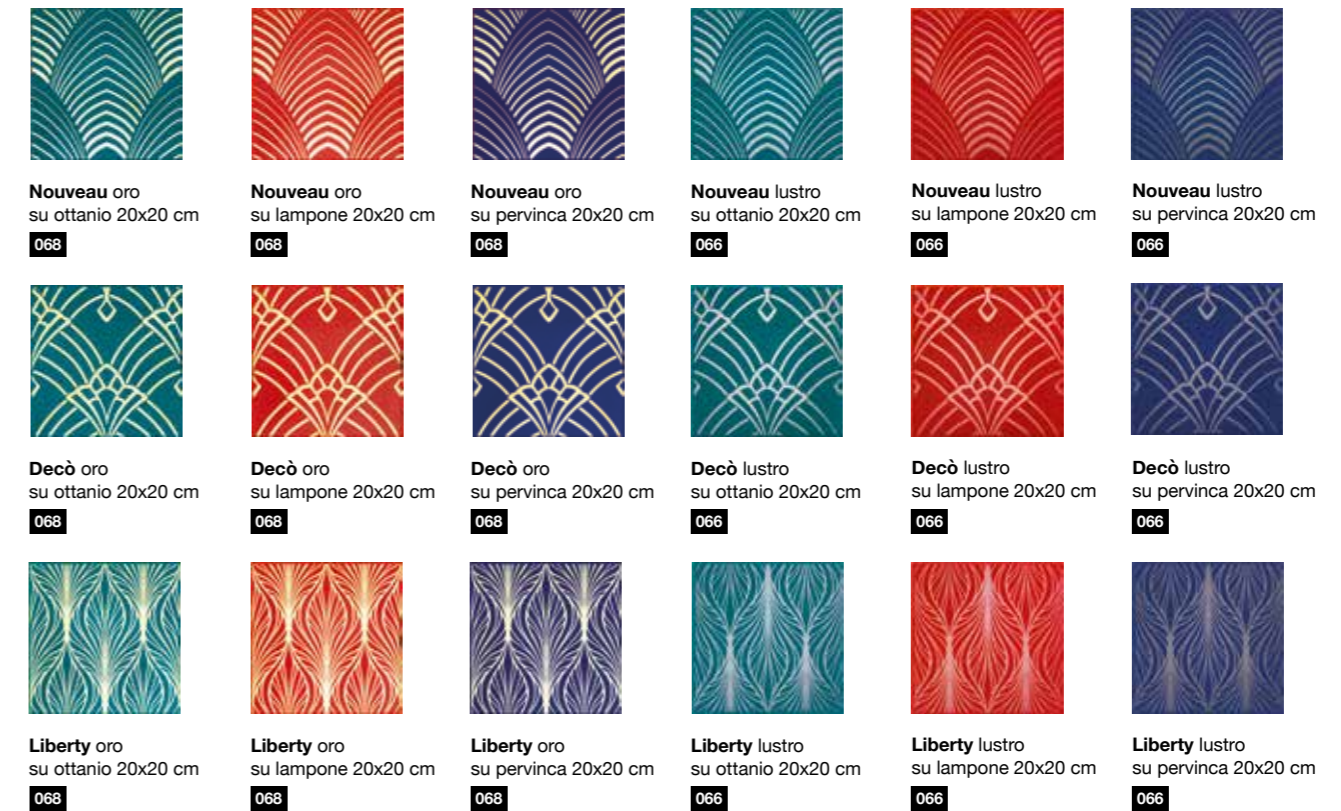 Nouveau oro
su ottanio 20x20 cm
068
Nouveau oro
su lampone 20x20 cm
068
Nouveau oro
su pervinca 20x20 cm
068
Nouveau lustro
su ottanio 20x20 cm
066
Nouveau lustro
su lampone 20x20 cm
066
Nouveau lustro
su pervinca 20x20 cm
066
Decò oro
su ottanio 20x20 cm
068
Decò oro
su lampone 20x20 cm
068
Decò oro
su pervinca 20x20 cm
068
Decò lustro
su ottanio 20x20 cm
066
Decò lustro
su lampone 20x20 cm
066
Decò lustro
su pervinca 20x20 cm
066
Liberty oro
su ottanio 20x20 cm
068
Liberty oro
su lampone 20x20 cm
068
Liberty oro
su pervinca 20x20 cm
068
Liberty lustro
su ottanio 20x20 cm
066
Liberty lustro
su lampone 20x20 cm
066
Liberty lustro
su pervinca 20x20 cm
066